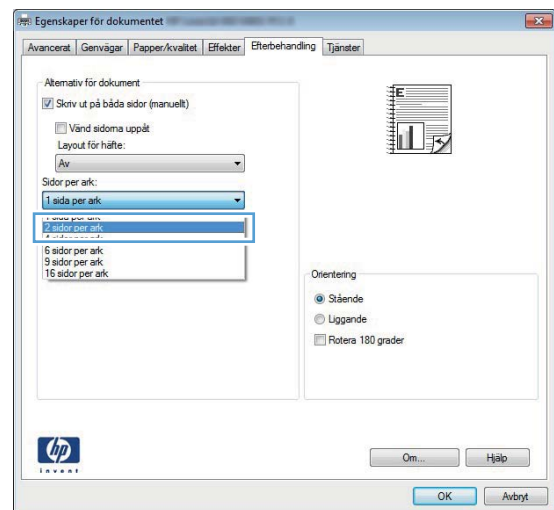 Egenskaper för dokumentet
Avancerat Genvägar Papper/kvalitet Effekter Efterbehandling Tjänster
Alternativ för dokument
Skriv ut på båda sidor (manuellt)
Vänd sidorna uppåt
Layout för häfte:
Av
Sidor per ark:
1 sida per ark
2 sidor per ark
6 sidor per ark
9 sidor per ark
16 sidor per ark
E
Orientering
Stående
Liggande
Rotera 180 grader
hp
invent
Om... Hjälp
OK Avbryt